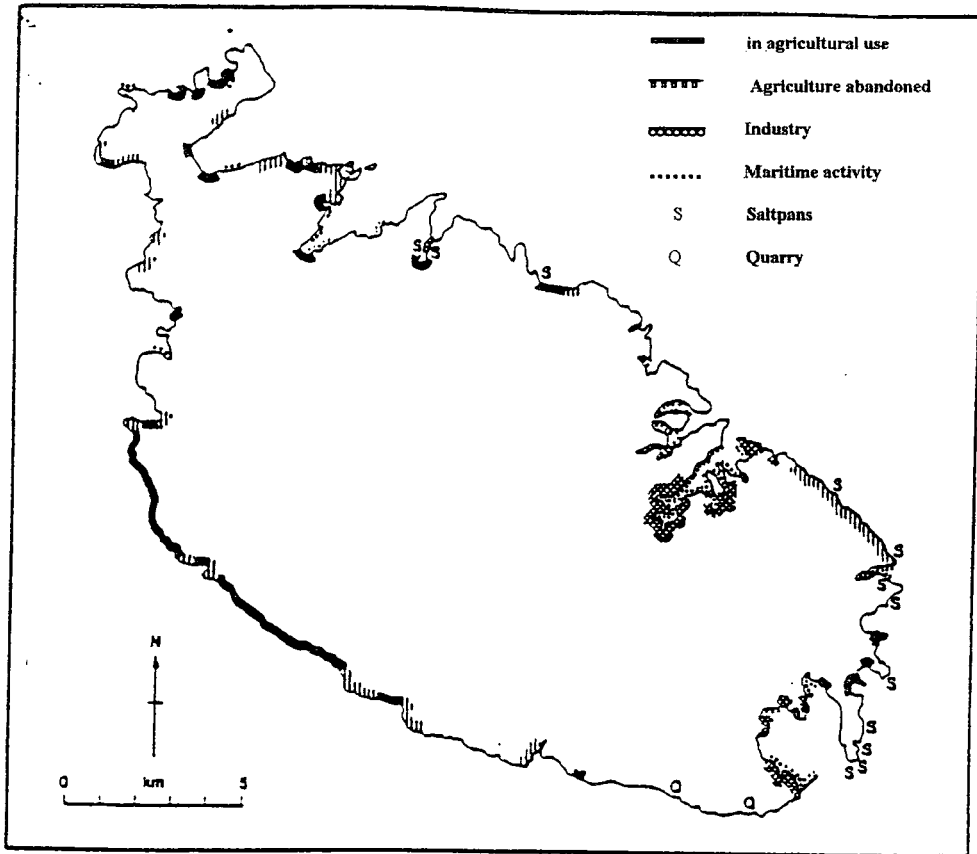 in agricultural use
Agriculture abandoned
Industry
Maritime activity
S Saltpans
Q Quarry
S S
S
S
S
S
S
S
S
S
S
S
N
0 km 5
Q Q